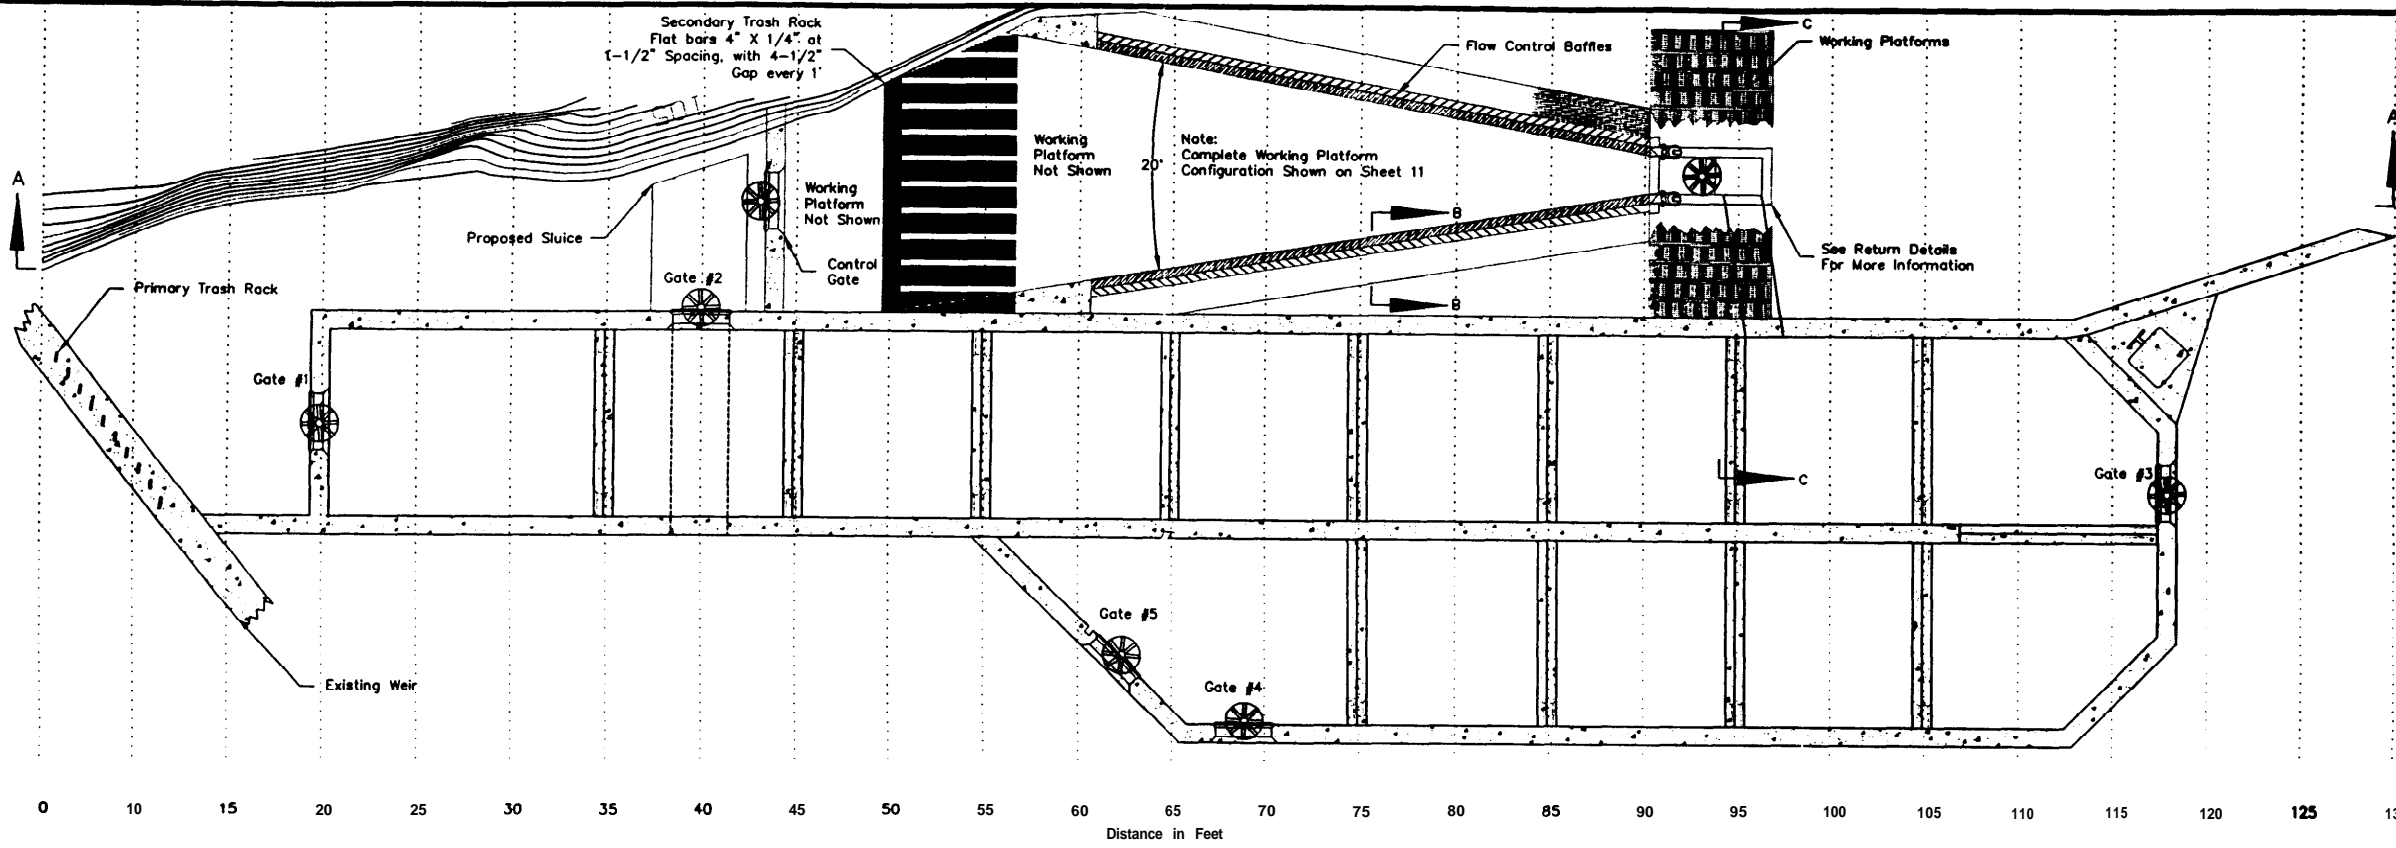 Secondary Trash Rack
Flat bars 4" X 1/4" at
1-1/2" Spacing, with 4-1/2"
Gap every 1'
Flow Control Baffles
C
Working Platforms
A
A
Working
Platform
Not Shown
20°
Note:
Complete Working Platform
Configuration Shown on Sheet 11
Working
Platform
Not Shown
Proposed Sluice
Control
Gate
B
B
See Return Details
For More Information
Primary Trash Rack
Gate #2
Gate #1
C
Gate #3
Gate #5
Gate #4
Existing Weir
0 10 15 20 25 30 35 40 45 50 55 60 65 70 75 80 85 90 95 100 105 110 115 120 125
Distance in Feet